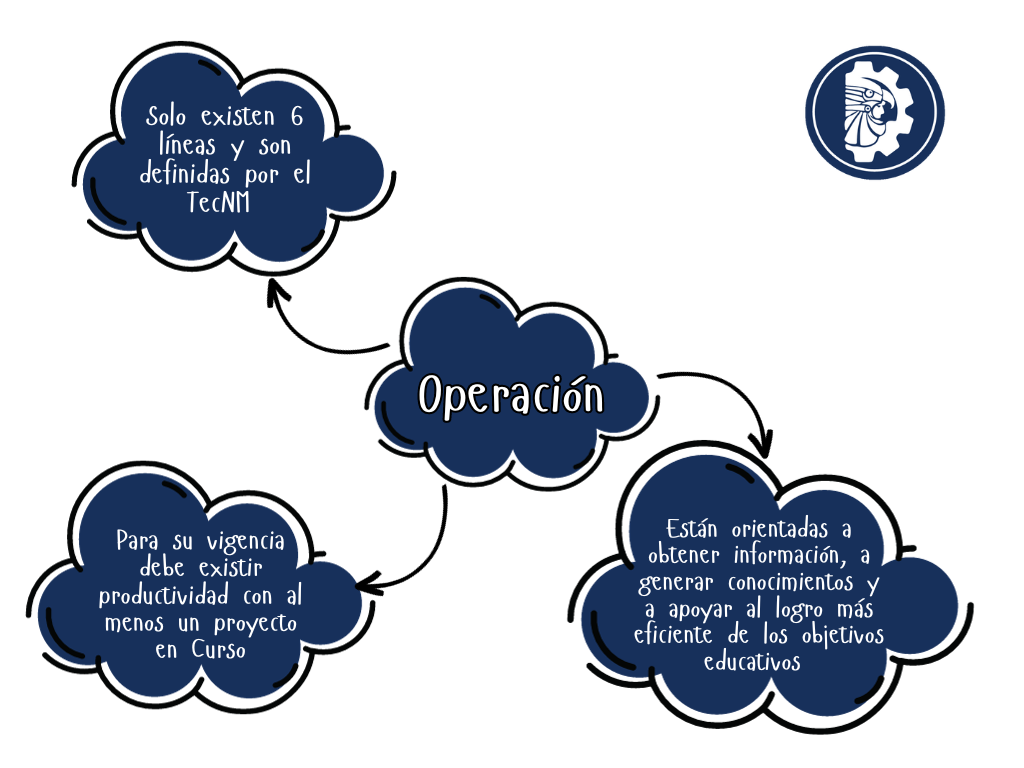 Solo existen 6
líneas y son
definidas por el
TecNM
Operación
Para su vigencia
debe existir
productividad con al
menos un proyecto
en Curso
Están orientadas a
obtener información, a
generar conocimientos y
a apoyar al logro más
eficiente de los objetivos
educativos